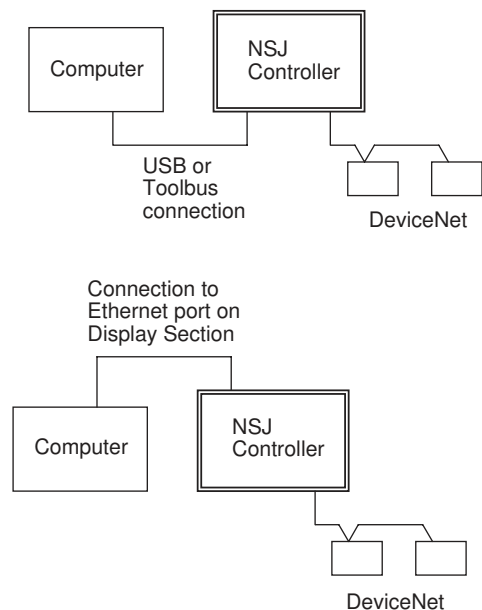 Computer
NSJ
Controller
USB or
Toolbus
connection
DeviceNet
Connection to
Ethernet port on
Display Section
Computer
NSJ
Controller
DeviceNet